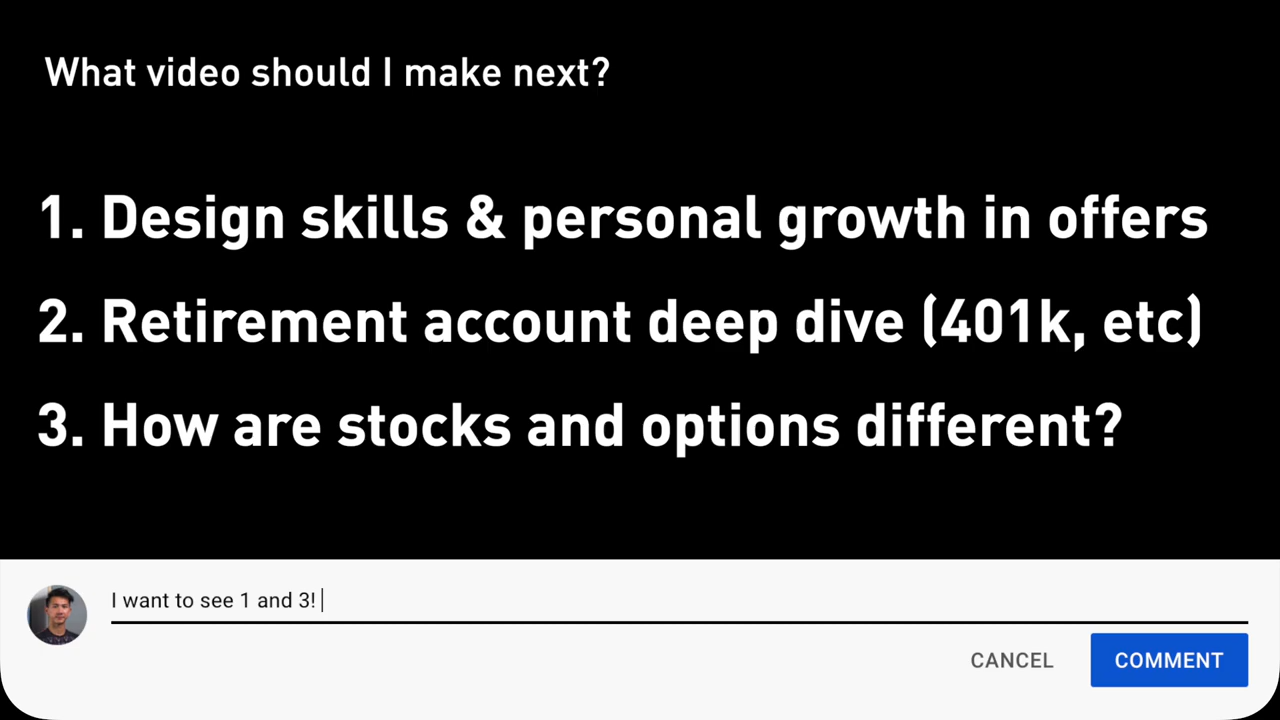 What video should I make next?
1. Design skills & personal growth in offers
2. Retirement account deep dive (401k, etc)
3. How are stocks and options different?
I want to see 1 and 3!
CANCEL COMMENT